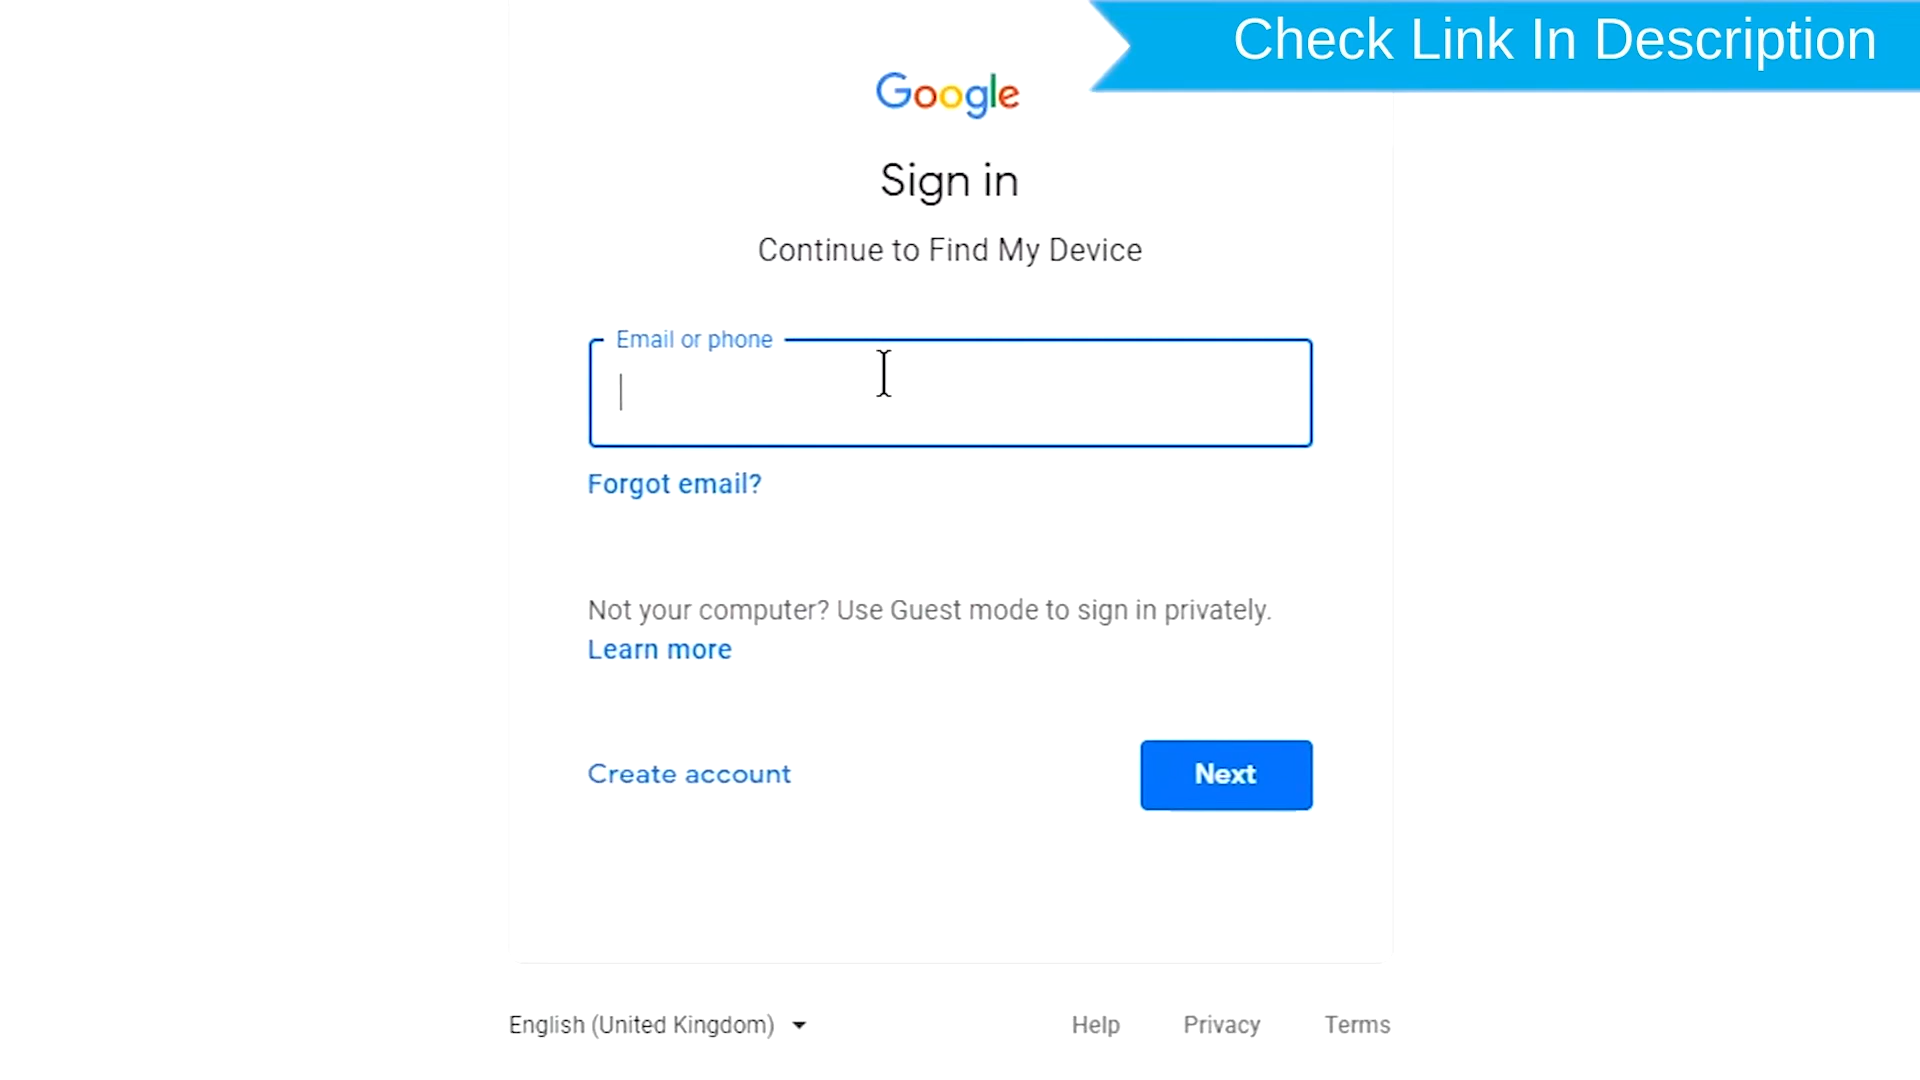 Check Link In Description
Google
Sign in
Continue to Find My Device
Email or phone
Forgot email?
Not your computer? Use Guest mode to sign in privately.
Learn more
Create account
Next
English (United Kingdom)
Help
Privacy
Terms